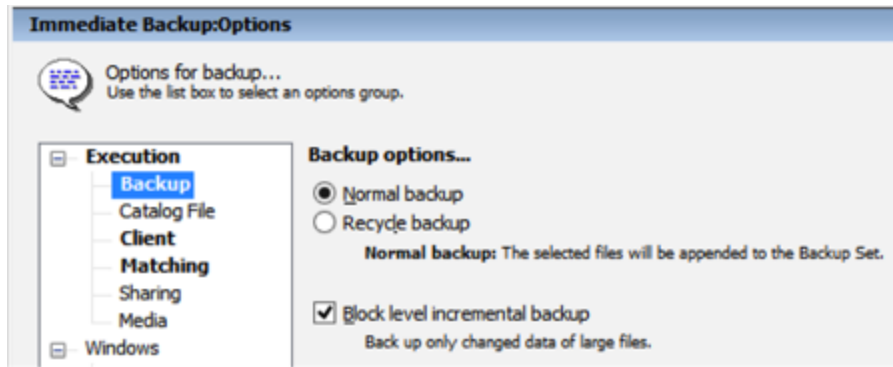 Immediate Backup:Options
Options for backup...
Use the list box to select an options group.
Execution
Backup
Catalog File
Client
Matching
Sharing
Media
Windows
Backup options...
Normal backup
Recycle backup
Normal backup: The selected files will be appended to the Backup Set.
Block level incremental backup
Back up only changed data of large files.